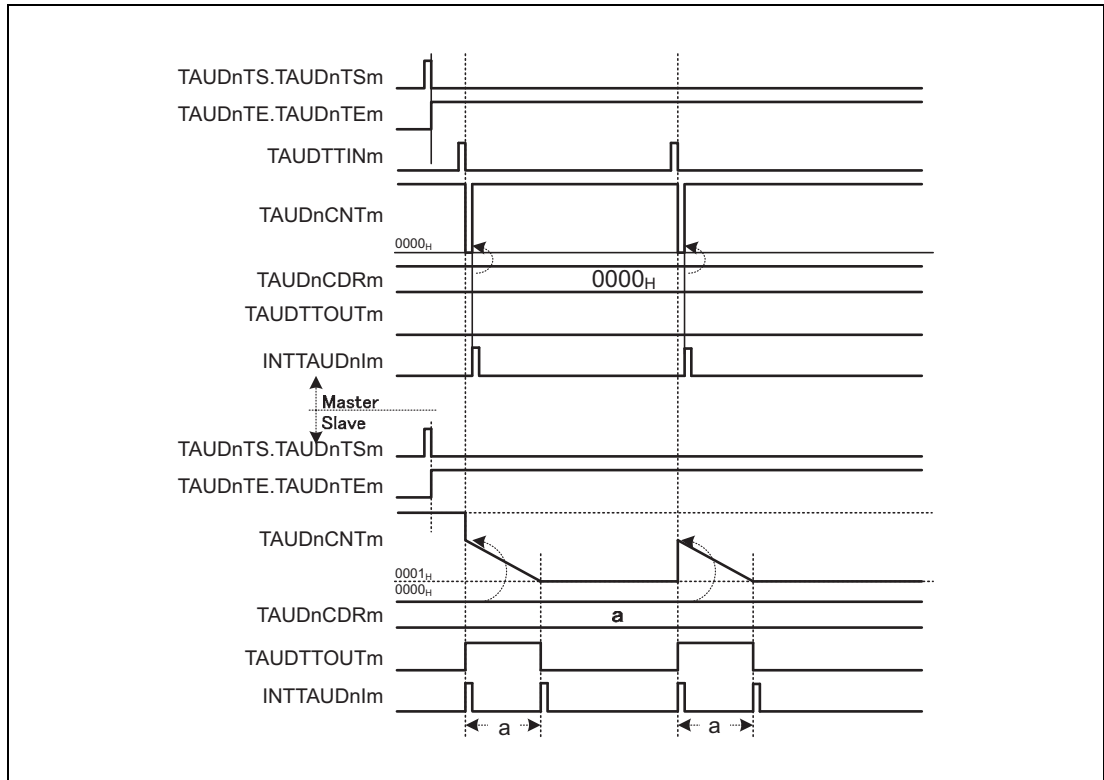 TAUDnTS.TAUDnTSm
TAUDnTE.TAUDnTEm
TAUDTTINm
TAUDnCNTm
0000H
TAUDnCDRm
0000H
TAUDTTOUTm
INTTAUDnIm
Master
Slave
TAUDnTS.TAUDnTSm
TAUDnTE.TAUDnTEm
TAUDnCNTm
0001H
0000H
TAUDnCDRm
a
TAUDTTOUTm
INTTAUDnIm
a a